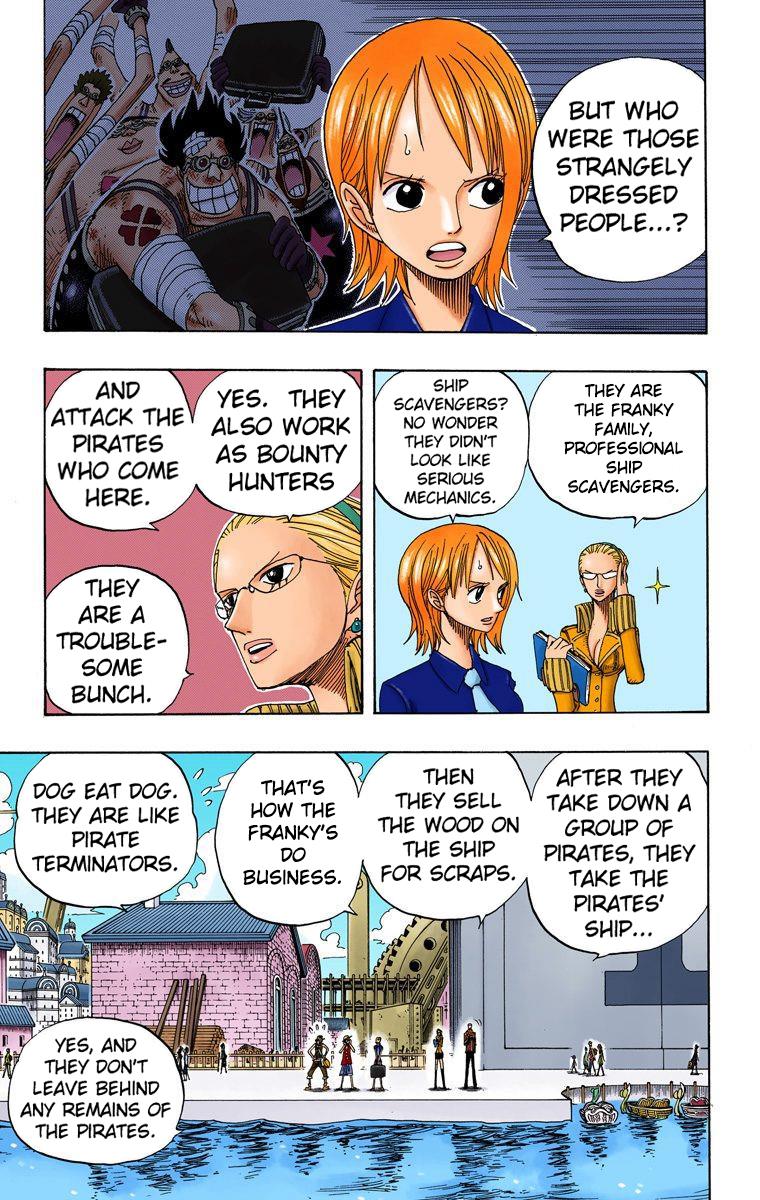 BUT WHO
WERE THOSE
STRANGELY
DRESSED
PEOPLE...?
THEY ARE
THE FRANKY
FAMILY,
PROFESSIONAL
SHIP
SCAVENGERS.
SHIP
SCAVENGERS?
NO WONDER
THEY DIDN'T
LOOK LIKE
SERIOUS
MECHANICS.
YES. THEY
ALSO WORK
AS BOUNTY
HUNTERS
AND
ATTACK THE
PIRATES
WHO COME
HERE.
THEY
ARE A
TROUBLE-
SOME
BUNCH.
AFTER THEY
TAKE DOWN A
GROUP OF
PIRATES, THEY
TAKE THE
PIRATES'
SHIP...
THEN
THEY SELL
THE WOOD ON
THE SHIP
FOR SCRAPS.
THAT'S
HOW THE
FRANKY'S
DO
BUSINESS.
DOG EAT DOG.
THEY ARE LIKE
PIRATE
TERMINATORS.
YES, AND
THEY DON'T
LEAVE BEHIND
ANY REMAINS OF
THE PIRATES.